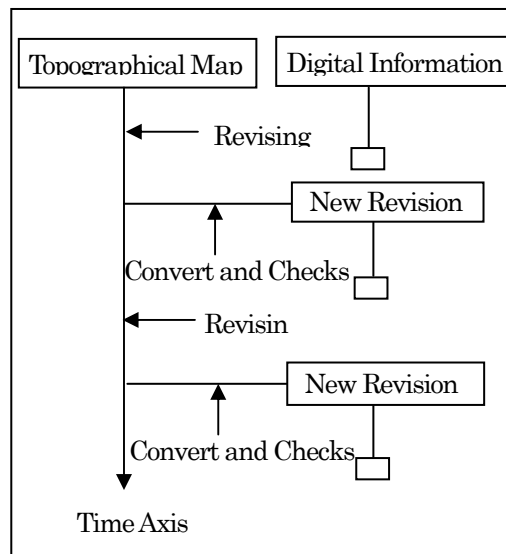 Topographical Map
Digital Information
Revising
New Revision
Convert and Checks
Revisin
New Revision
Convert and Checks
Time Axis